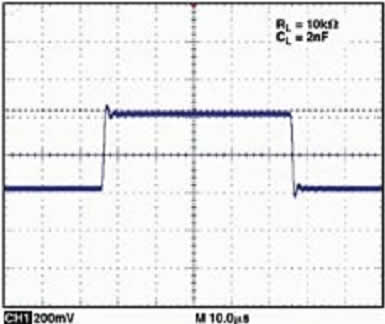 RL = 10kΩ
CL = 2nF
CH1 200mV M 10.0µs